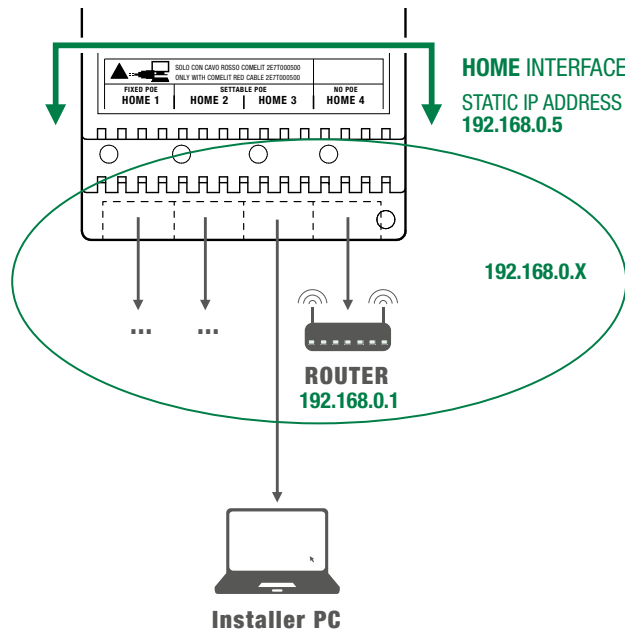 SOLO CON CAVO ROSSO COMELIT 2E7T000500
ONLY WITH COMELIT RED CABLE 2E7T000500
FIXED POE SETTABLE POE NO POE
HOME 1 HOME 2 HOME 3 HOME 4
HOME INTERFACE
STATIC IP ADDRESS
192.168.0.5
192.168.0.X
... ...
ROUTER
192.168.0.1
Installer PC